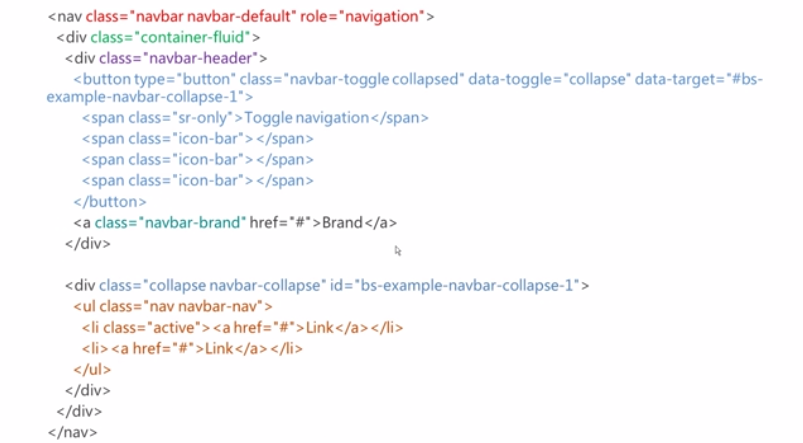 <nav class="navbar navbar-default" role="navigation">
<div class="container-fluid">
<div class="navbar-header">
<button type="button" class="navbar-toggle collapsed" data-toggle="collapse" data-target="#bs-
example-navbar-collapse-1">
<span class="sr-only">Toggle navigation</span>
<span class="icon-bar"></span>
<span class="icon-bar"></span>
<span class="icon-bar"></span>
</button>
<a class="navbar-brand" href="#">Brand</a>
</div>
<div class="collapse navbar-collapse" id="bs-example-navbar-collapse-1">
<ul class="nav navbar-nav">
<li class="active"><a href="#">Link</a></li>
<li><a href="#">Link</a></li>
</ul>
</div>
</div>
</nav>